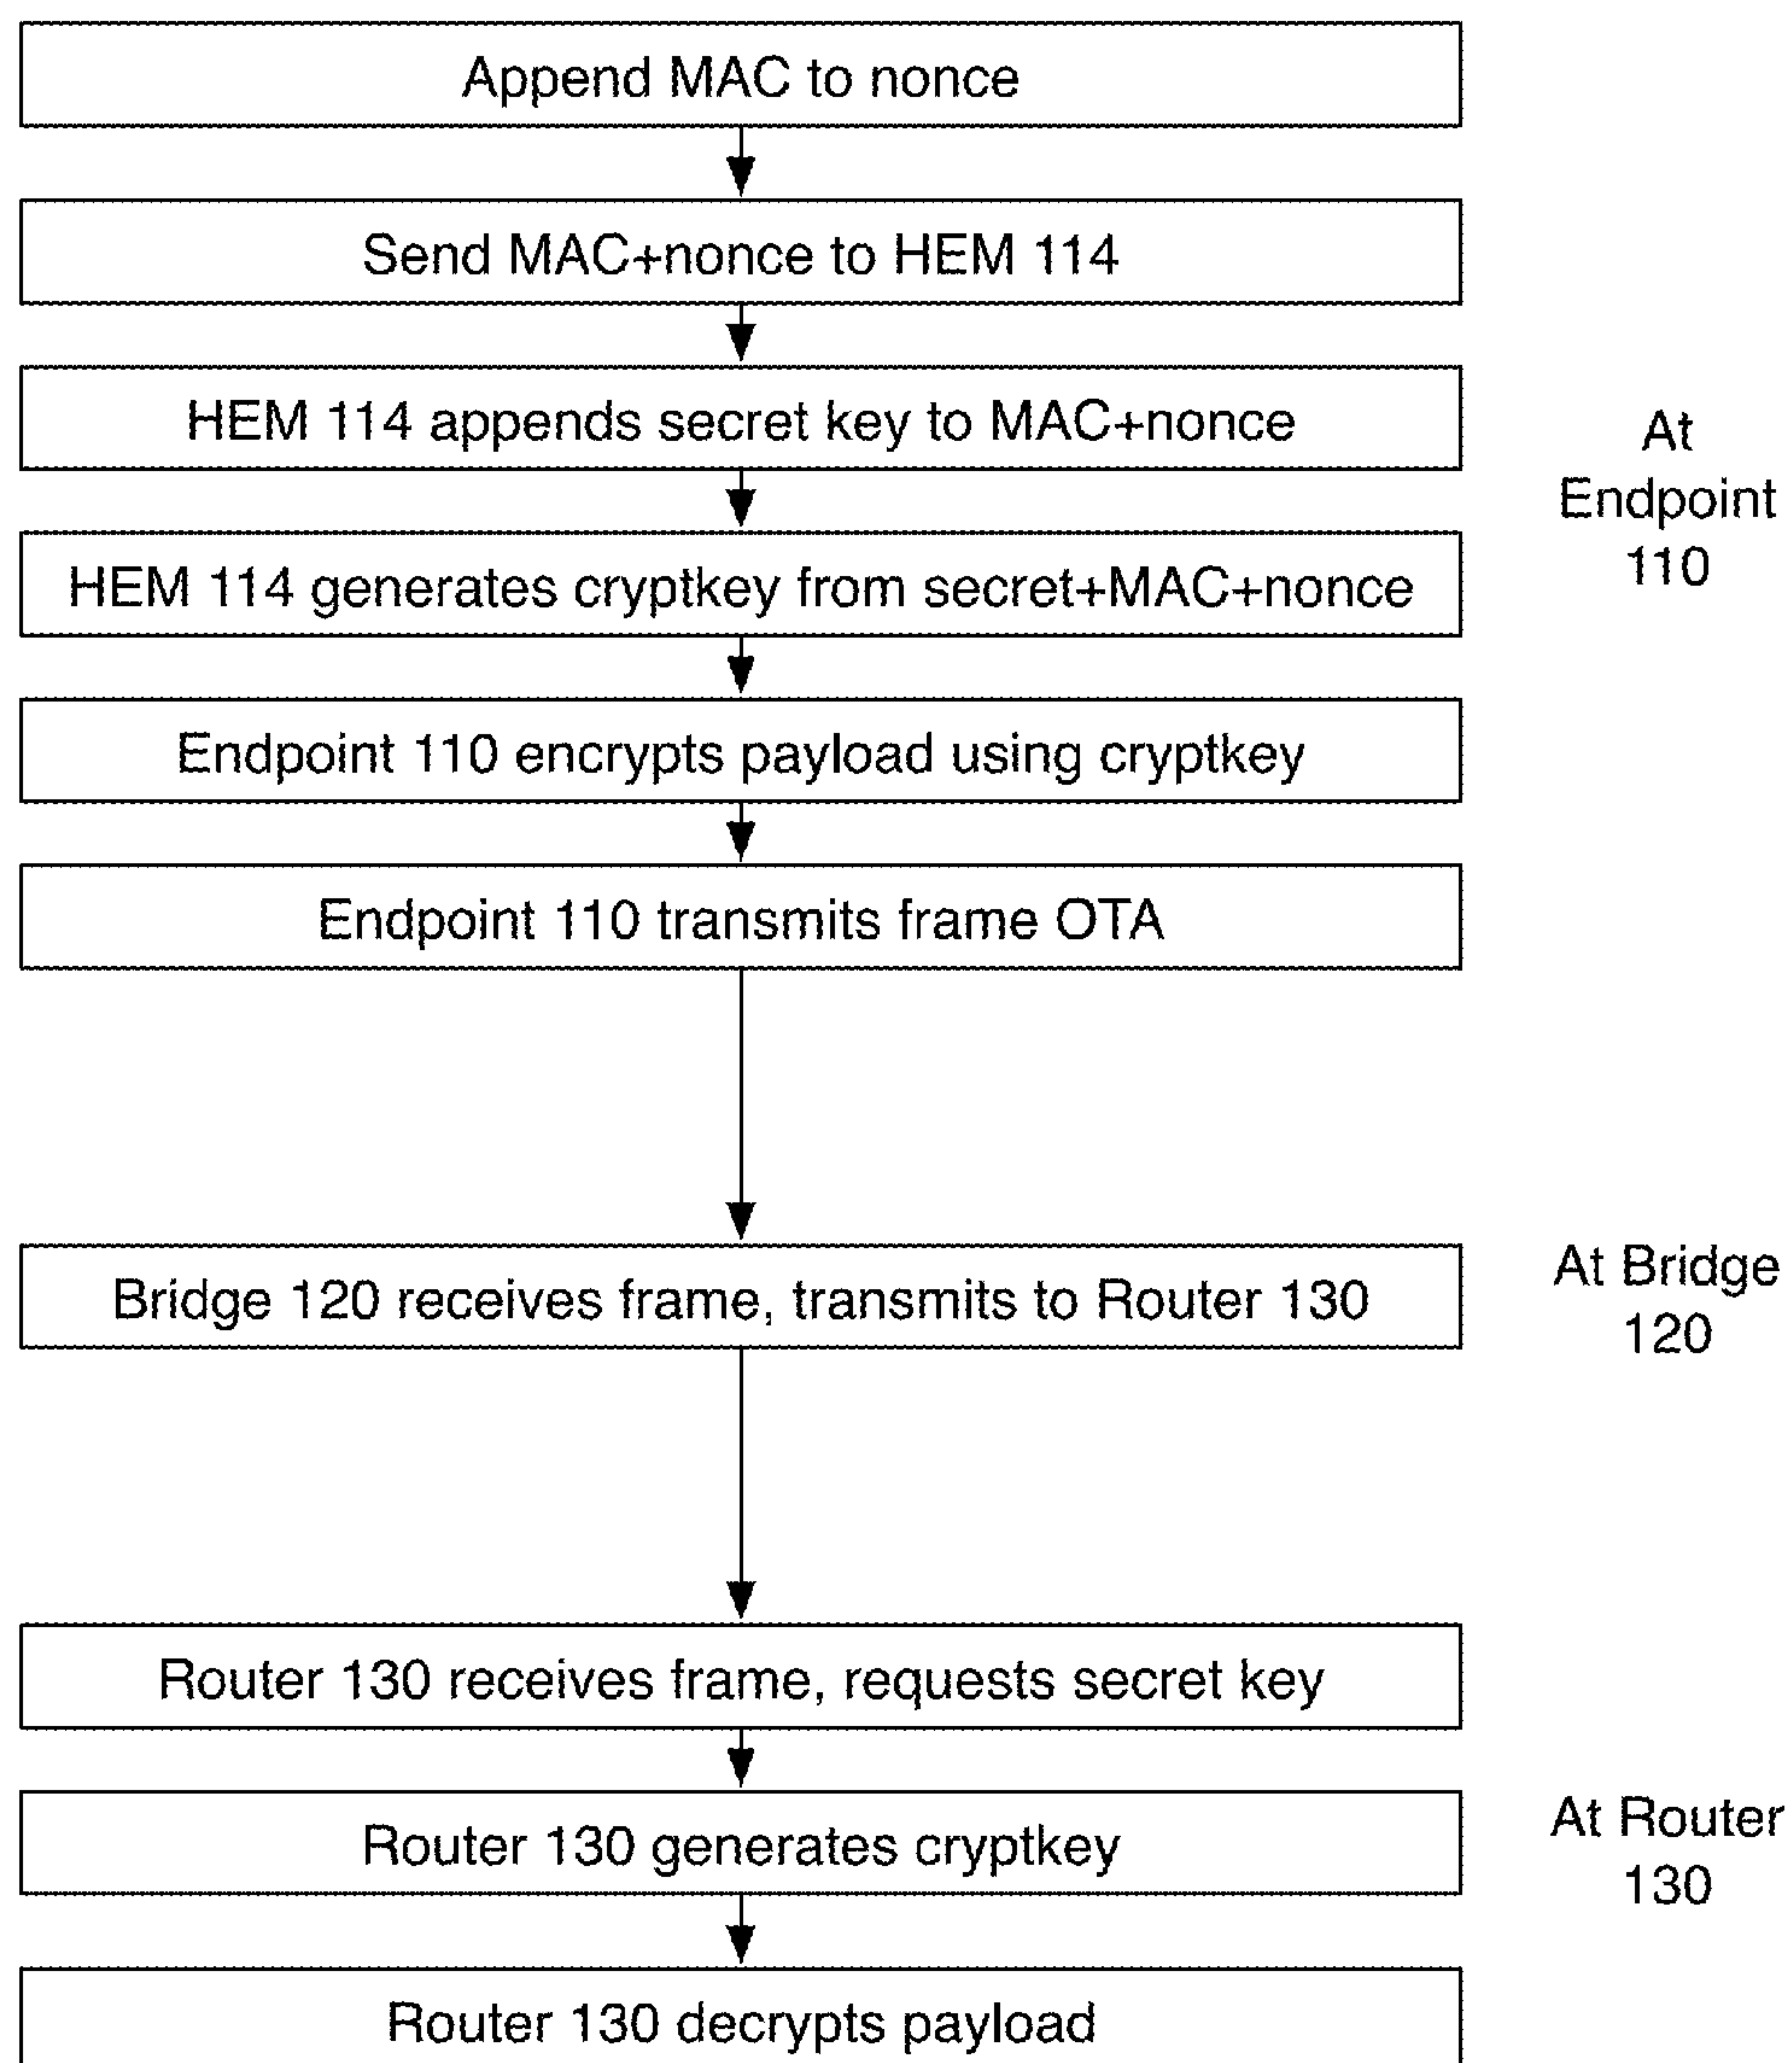 Append MAC to nonce
Send MAC+nonce to HEM 114
HEM 114 appends secret key to MAC+nonce
HEM 114 generates cryptkey from secret+MAC+nonce
Endpoint 110 encrypts payload using cryptkey
Endpoint 110 transmits frame OTA
At
Endpoint
110
Bridge 120 receives frame, transmits to Router 130
At Bridge
120
Router 130 receives frame, requests secret key
Router 130 generates cryptkey
Router 130 decrypts payload
At Router
130